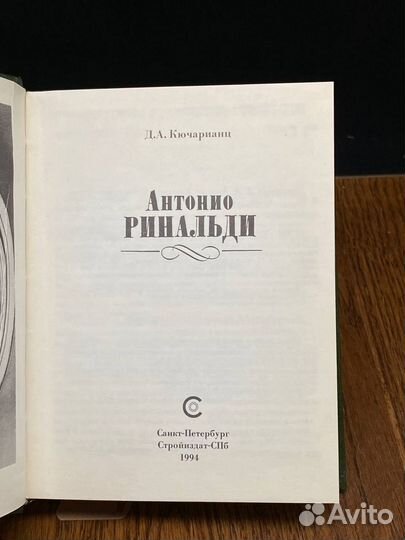 Д.А. Кючарианц
Антонио
РИНАЛЬДИ
Санкт-Петербург
Стройиздат-СПб
1994
Avito